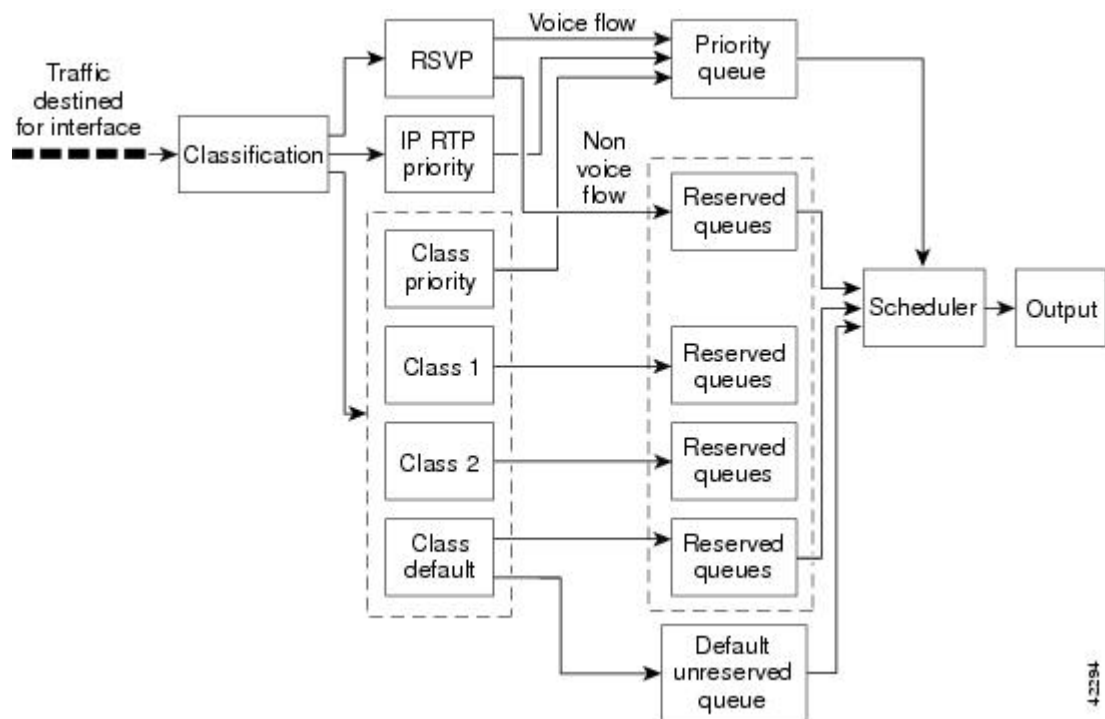 Traffic
destined
for interface
Classification
RSVP
Voice flow
Priority
queue
IP RTP
priority
Non
voice
flow
Reserved
queues
Class
priority
Scheduler
Output
Class 1
Reserved
queues
Class 2
Reserved
queues
Class
default
Reserved
queues
Default
unreserved
queue
42294